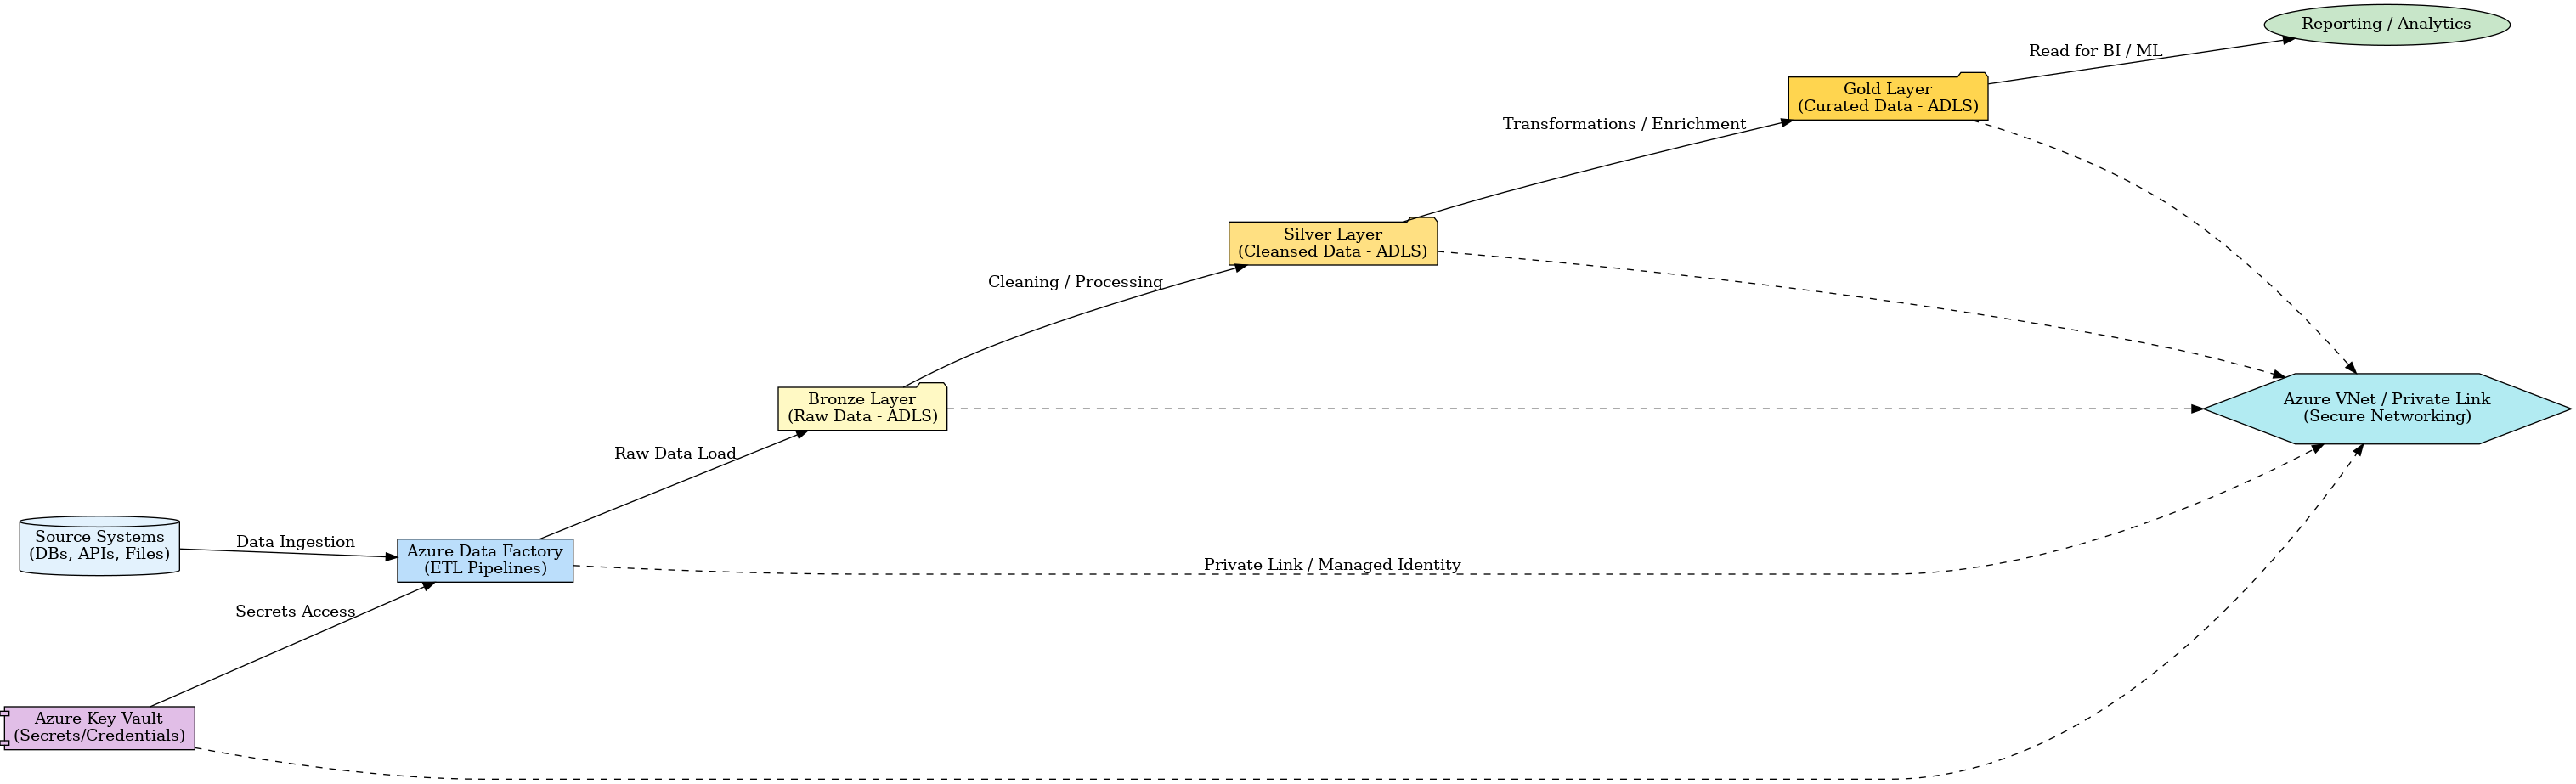 Reporting / Analytics
Read for BI / ML
Gold Layer
(Curated Data - ADLS)
Transformations / Enrichment
Silver Layer
(Cleansed Data - ADLS)
Cleaning / Processing
Bronze Layer
(Raw Data - ADLS)
Azure VNet / Private Link
(Secure Networking)
Raw Data Load
Source Systems
(DBs, APIs, Files)
Data Ingestion
Azure Data Factory
(ETL Pipelines)
Private Link / Managed Identity
Secrets Access
Azure Key Vault
(Secrets/Credentials)